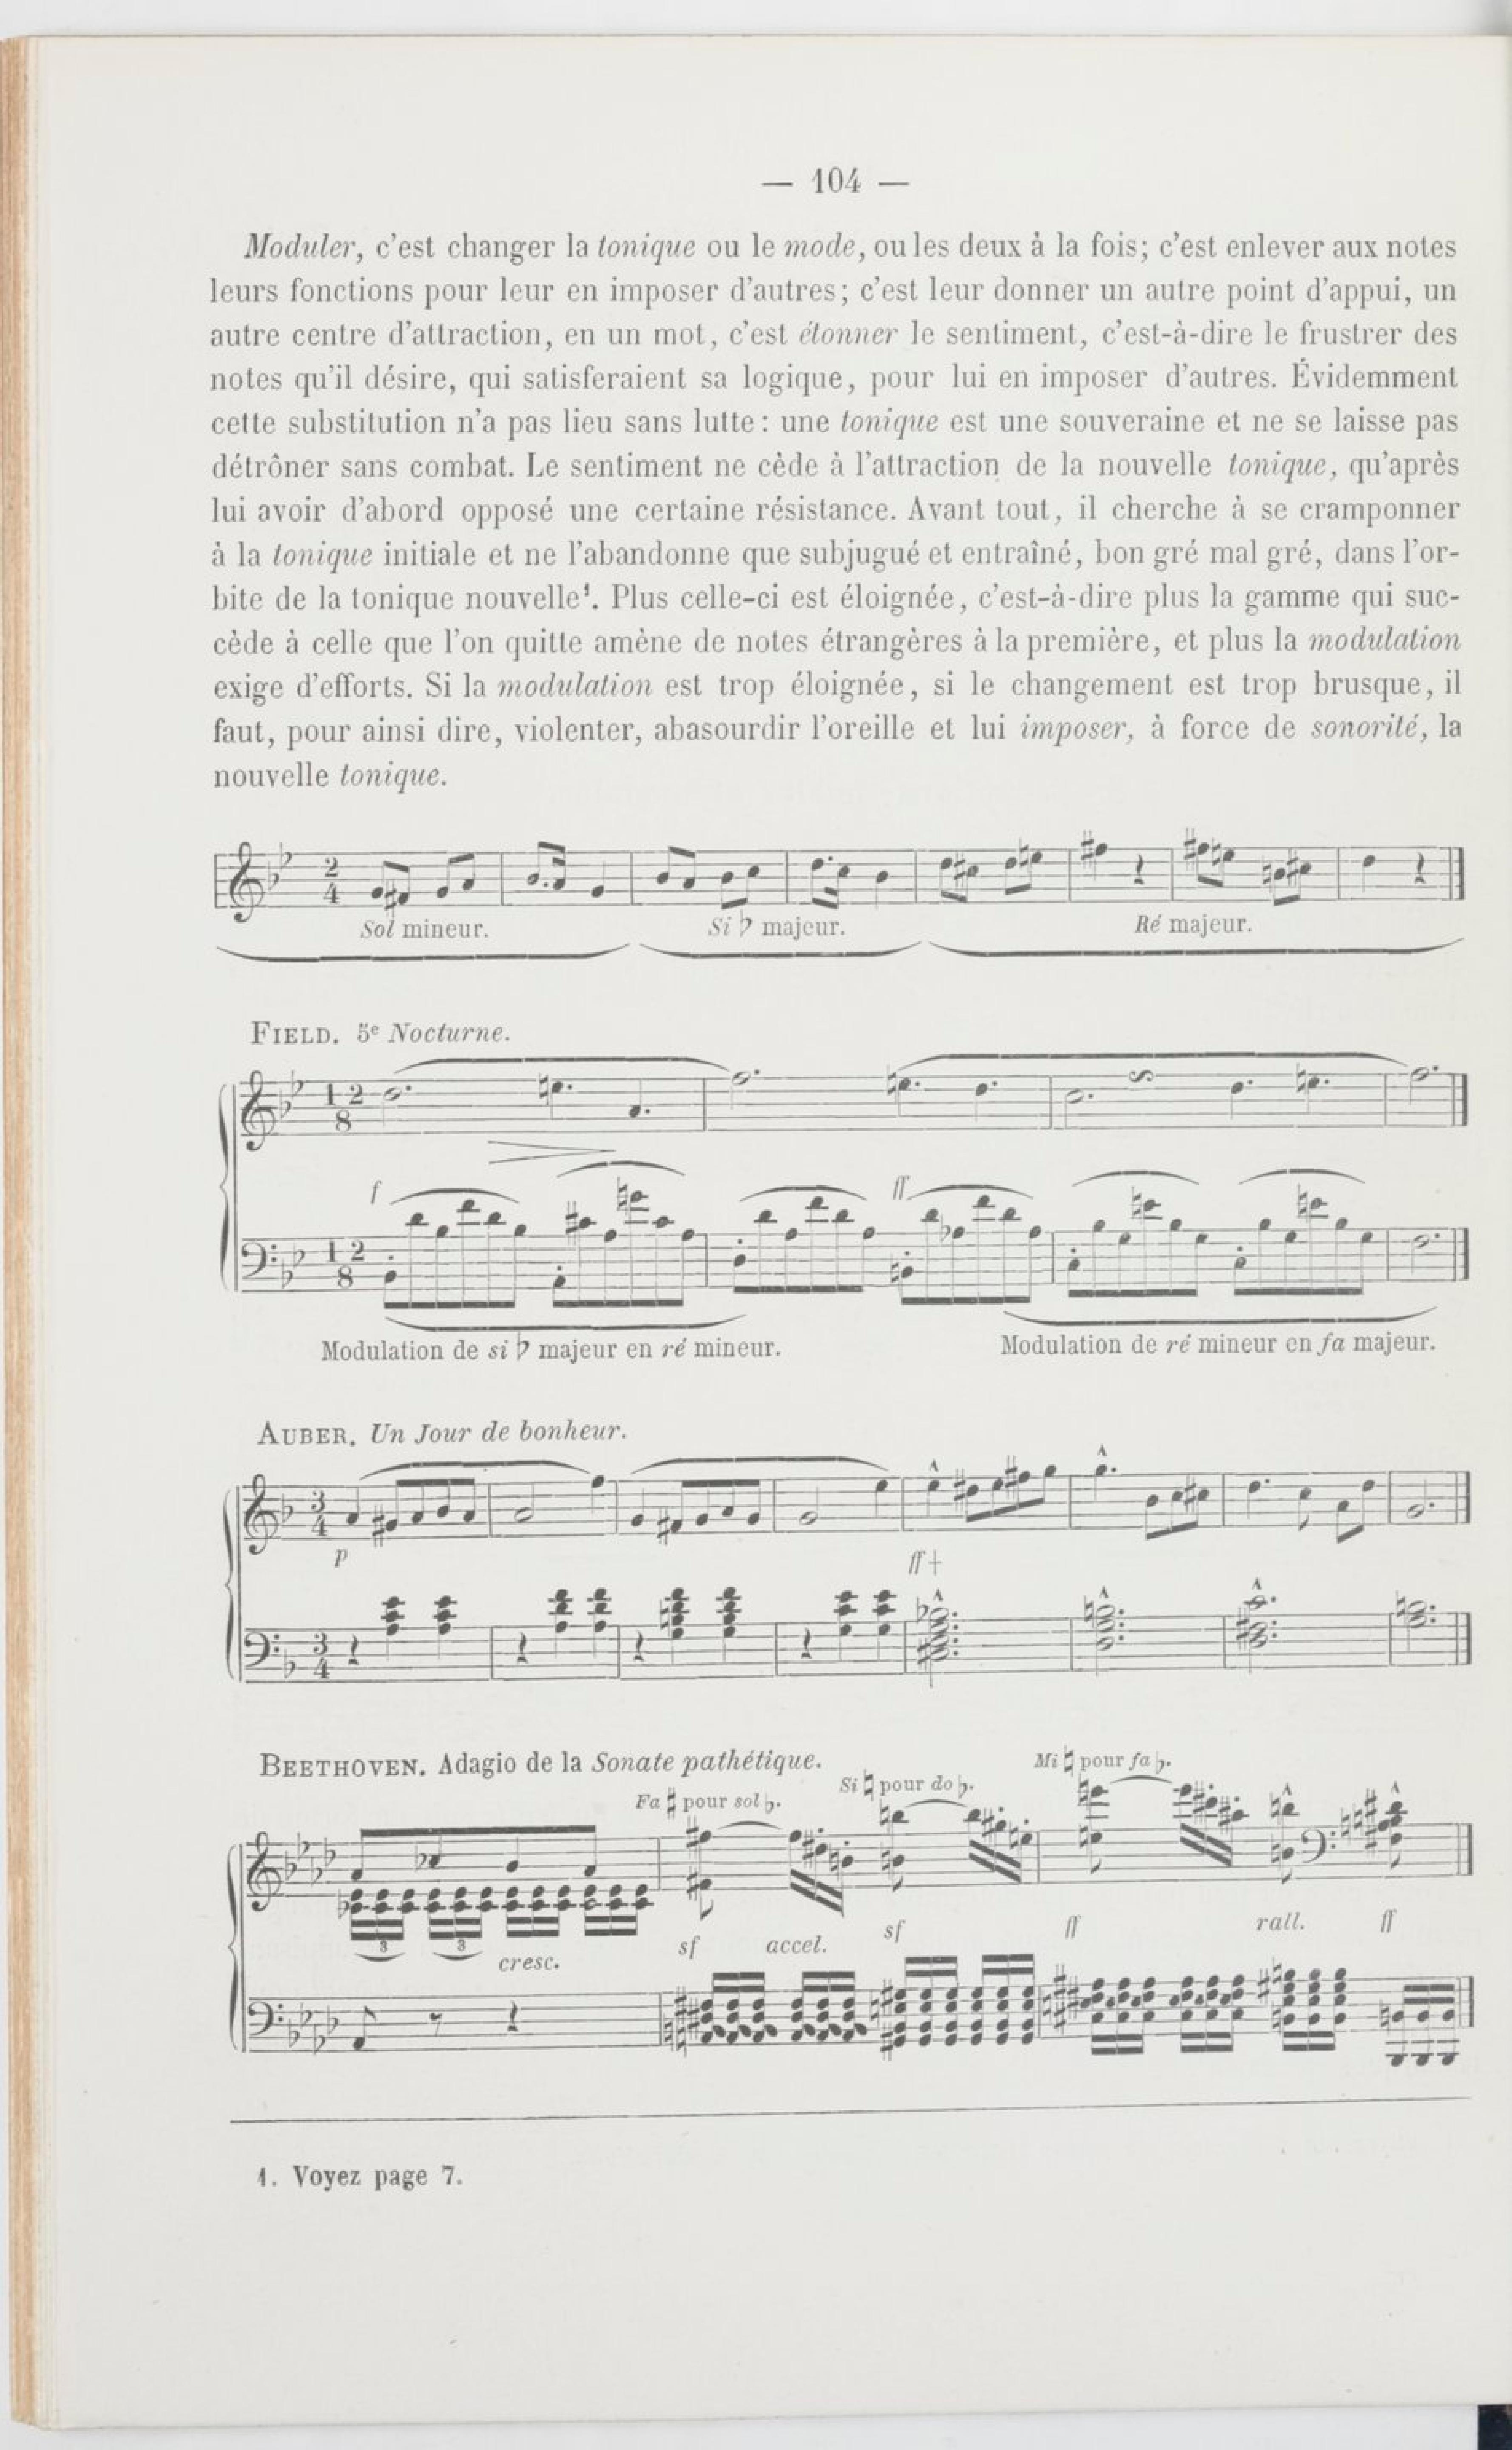 — 104 —
Moduler, c'est changer la tonique ou le mode, ou les deux à la fois; c'est enlever aux notes
leurs fonctions pour leur en imposer d'autres; c'est leur donner un autre point d'appui, un
autre centre d'attraction, en un mot, c'est étonner le sentiment, c'est-à-dire le frustrer des
notes qu'il désire, qui satisferaient sa logique, pour lui en imposer d'autres. Évidemment
cette substitution n'a pas lieu sans lutte : une tonique est une souveraine et ne se laisse pas
détrôner sans combat. Le sentiment ne cède à l'attraction de la nouvelle tonique, qu'après
lui avoir d'abord opposé une certaine résistance. Avant tout, il cherche à se cramponner
à la tonique initiale et ne l'abandonne que subjugué et entraîné, bon gré mal gré, dans l'or-
bite de la tonique nouvelle¹. Plus celle-ci est éloignée, c'est-à-dire plus la gamme qui suc-
cède à celle que l'on quitte amène de notes étrangères à la première, et plus la modulation
exige d'efforts. Si la modulation est trop éloignée, si le changement est trop brusque, il
faut, pour ainsi dire, violenter, abasourdir l'oreille et lui imposer, à force de sonorité, la
nouvelle tonique.
2
4
Sol mineur. Si ♭ majeur. Ré majeur.
FIELD. 5e Nocturne.
12
8
f ff
12
8
Modulation de si ♭ majeur en ré mineur. Modulation de ré mineur en fa majeur.
AUBER. Un Jour de bonheur.
3
4
p ff +
3
4
BEETHOVEN. Adagio de la Sonate pathétique.
Mi ♮ pour fa ♭.
Si ♮ pour do ♭.
Fa ♯ pour sol ♭.
3 3
cresc. sf accel. sf ff rall. ff
1. Voyez page 7.